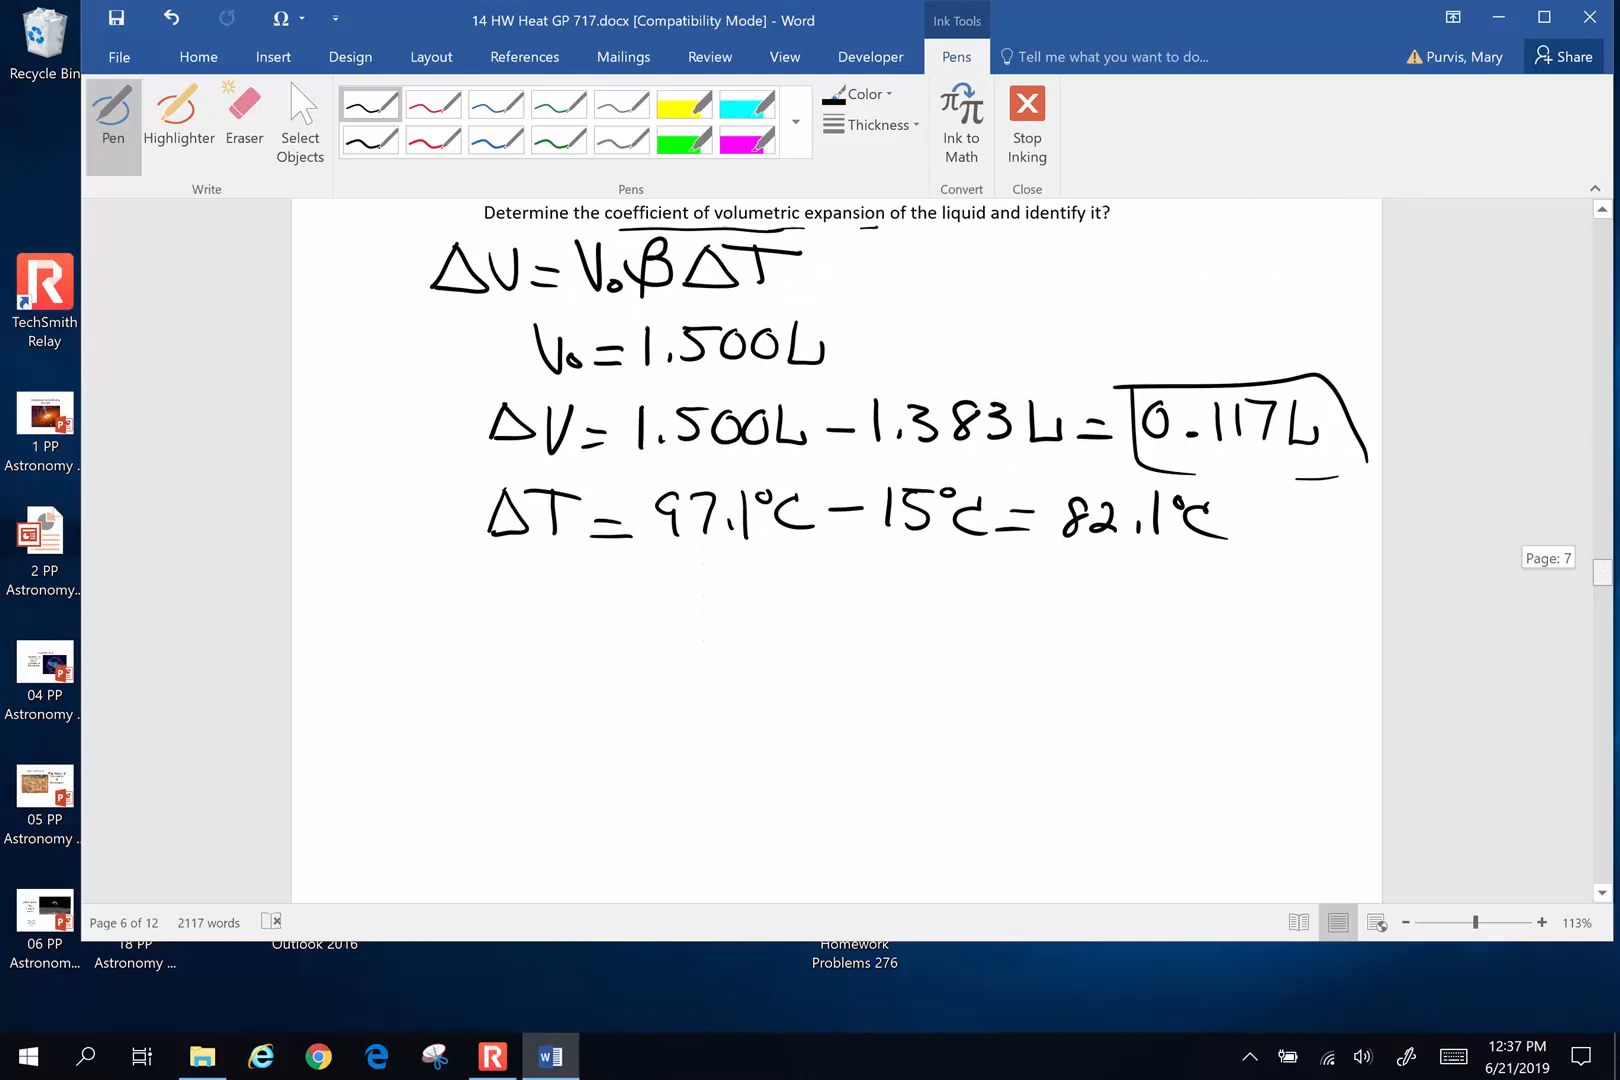 Recycle Bin
14 HW Heat GP 717.docx [Compatibility Mode] - Word
Ink Tools
File
Home
Insert
Design
Layout
References
Mailings
Review
View
Developer
Pens
Tell me what you want to do...
Purvis, Mary
Share
Pen
Highlighter
Eraser
Select Objects
Write
Pens
Color
Thickness
Ink to Math
Convert
Stop Inking
Close
Determine the coefficient of volumetric expansion of the liquid and identify it?
ΔV = V₀βΔT
V₀ = 1.500L
ΔV = 1.500L - 1.383L = 0.117L
ΔT = 97.1°C - 15°C = 82.1°C
Page: 7
TechSmith Relay
1 PP Astronomy ...
2 PP Astronomy...
04 PP Astronomy ...
05 PP Astronomy ...
06 PP Astronom...
18 PP Astronomy ...
Outlook 2016
Homework Problems 276
Page 6 of 12
2117 words
113%
12:37 PM
6/21/2019